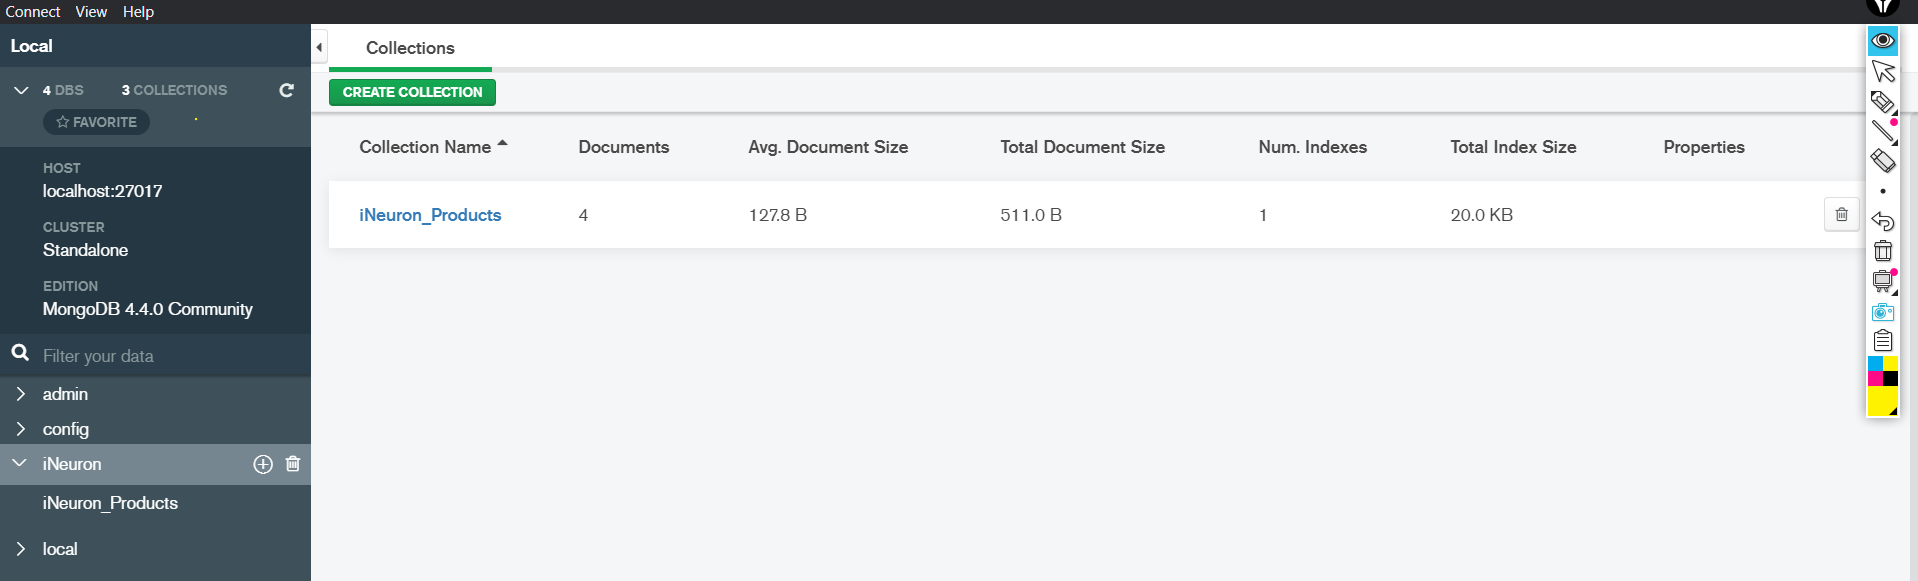 Connect View Help
Local
4 DBS 3 COLLECTIONS
FAVORITE
HOST
localhost:27017
CLUSTER
Standalone
EDITION
MongoDB 4.4.0 Community
Filter your data
admin
config
iNeuron
iNeuron_Products
local
Collections
CREATE COLLECTION
Collection Name Documents Avg. Document Size Total Document Size Num. Indexes Total Index Size Properties
iNeuron_Products 4 127.8 B 511.0 B 1 20.0 KB